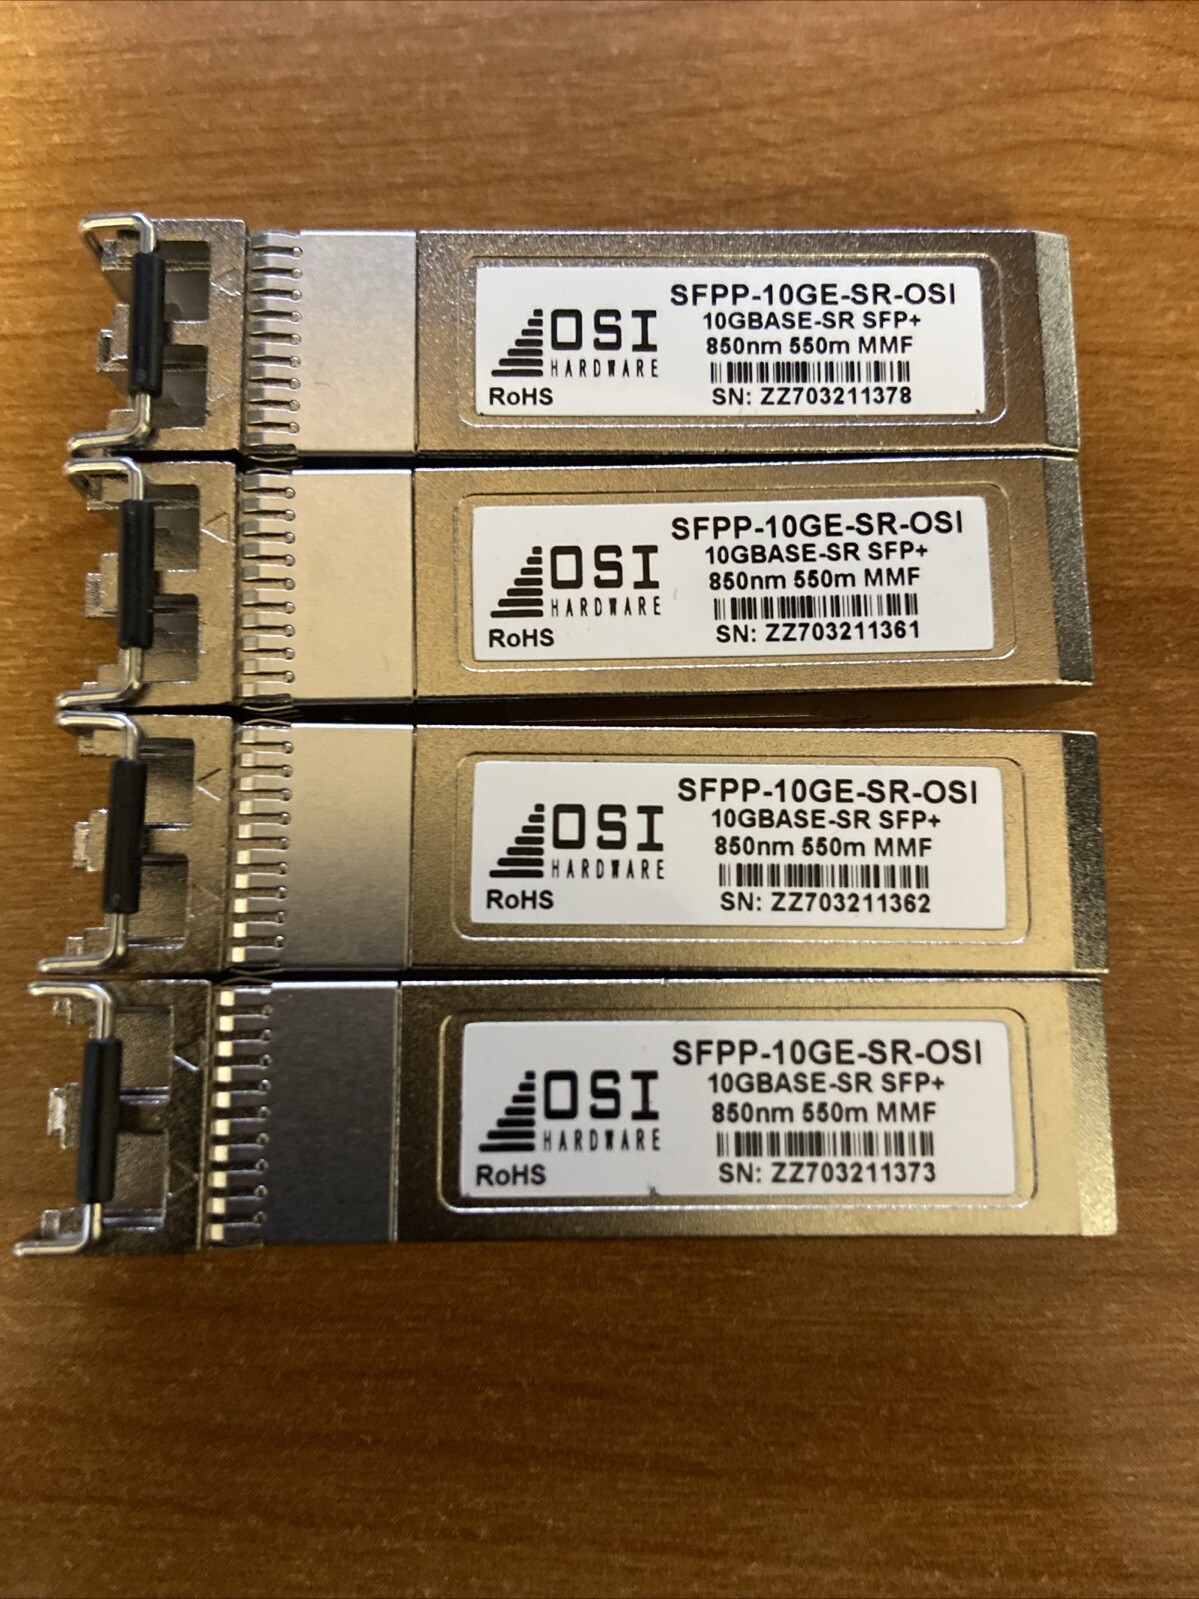 OSI
HARDWARE
RoHS
SFPP-10GE-SR-OSI
10GBASE-SR SFP+
850nm 550m MMF
SN: ZZ703211378
OSI
HARDWARE
RoHS
SFPP-10GE-SR-OSI
10GBASE-SR SFP+
850nm 550m MMF
SN: ZZ703211361
OSI
HARDWARE
RoHS
SFPP-10GE-SR-OSI
10GBASE-SR SFP+
850nm 550m MMF
SN: ZZ703211362
OSI
HARDWARE
RoHS
SFPP-10GE-SR-OSI
10GBASE-SR SFP+
850nm 550m MMF
SN: ZZ703211373